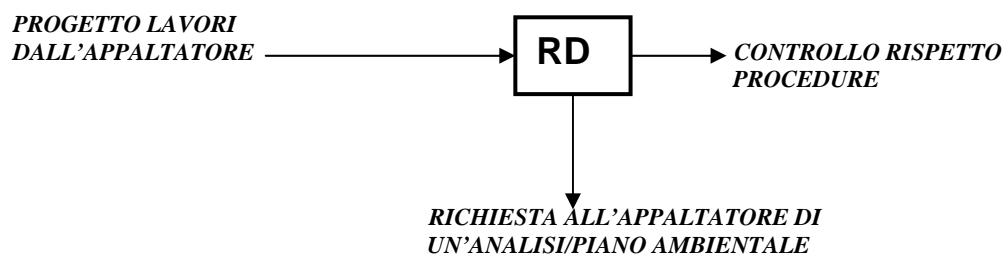 PROGETTO LAVORI
DALL'APPALTATORE
RD
CONTROLLO RISPETTO
PROCEDURE
RICHIESTA ALL'APPALTATORE DI
UN'ANALISI/PIANO AMBIENTALE